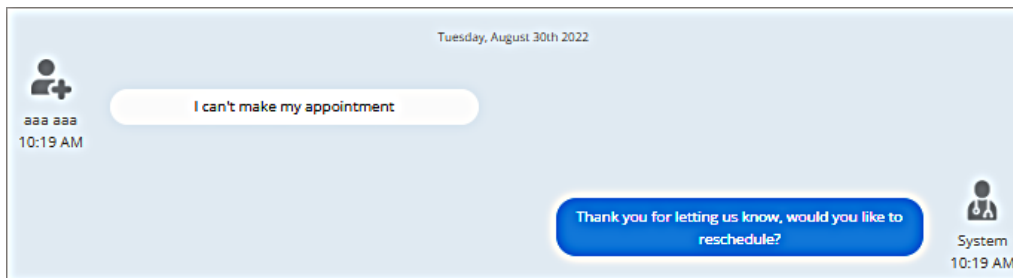 Tuesday, August 30th 2022
I can't make my appointment
aaa aaa
10:19 AM
Thank you for letting us know, would you like to
reschedule?
System
10:19 AM